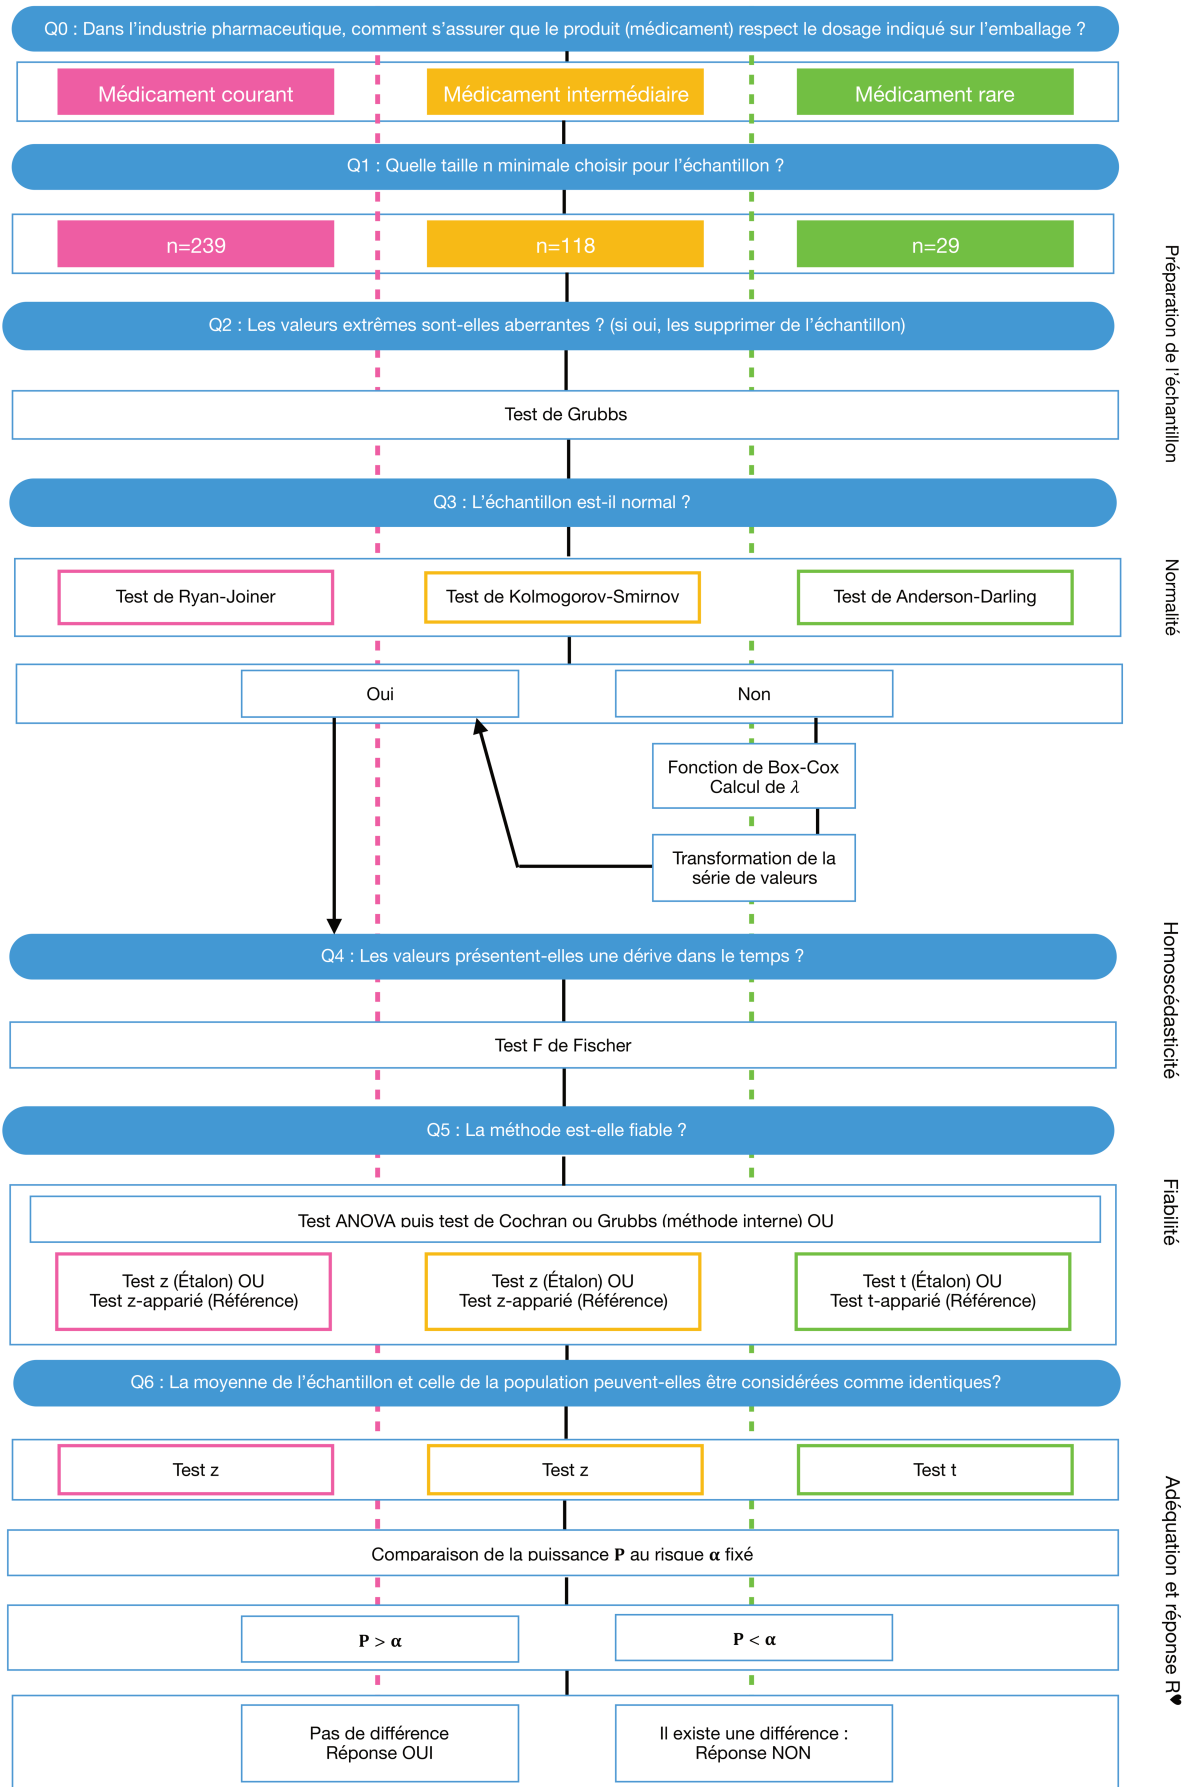 Q0 : Dans l’industrie pharmaceutique, comment s’assurer que le produit (médicament) respect le dosage indiqué sur l’emballage ?
Médicament courant
Médicament intermédiaire
Médicament rare
Q1 : Quelle taille n minimale choisir pour l’échantillon ?
n=239
n=118
n=29
Q2 : Les valeurs extrêmes sont-elles aberrantes ? (si oui, les supprimer de l’échantillon)
Test de Grubbs
Préparation de l’échantillon
Q3 : L’échantillon est-il normal ?
Test de Ryan-Joiner
Test de Kolmogorov-Smirnov
Test de Anderson-Darling
Normalité
Oui
Non
Fonction de Box-Cox
Calcul de λ
Transformation de la
série de valeurs
Q4 : Les valeurs présentent-elles une dérive dans le temps ?
Test F de Fischer
Homoscédasticité
Q5 : La méthode est-elle fiable ?
Test ANOVA puis test de Cochran ou Grubbs (méthode interne) OU
Test z (Étalon) OU
Test z-apparié (Référence)
Test z (Étalon) OU
Test z-apparié (Référence)
Test t (Étalon) OU
Test t-apparié (Référence)
Fiabilité
Q6 : La moyenne de l’échantillon et celle de la population peuvent-elles être considérées comme identiques?
Test z
Test z
Test t
Comparaison de la puissance P au risque α fixé
P > α
P < α
Pas de différence
Réponse OUI
Il existe une différence :
Réponse NON
Adéquation et réponse R♥